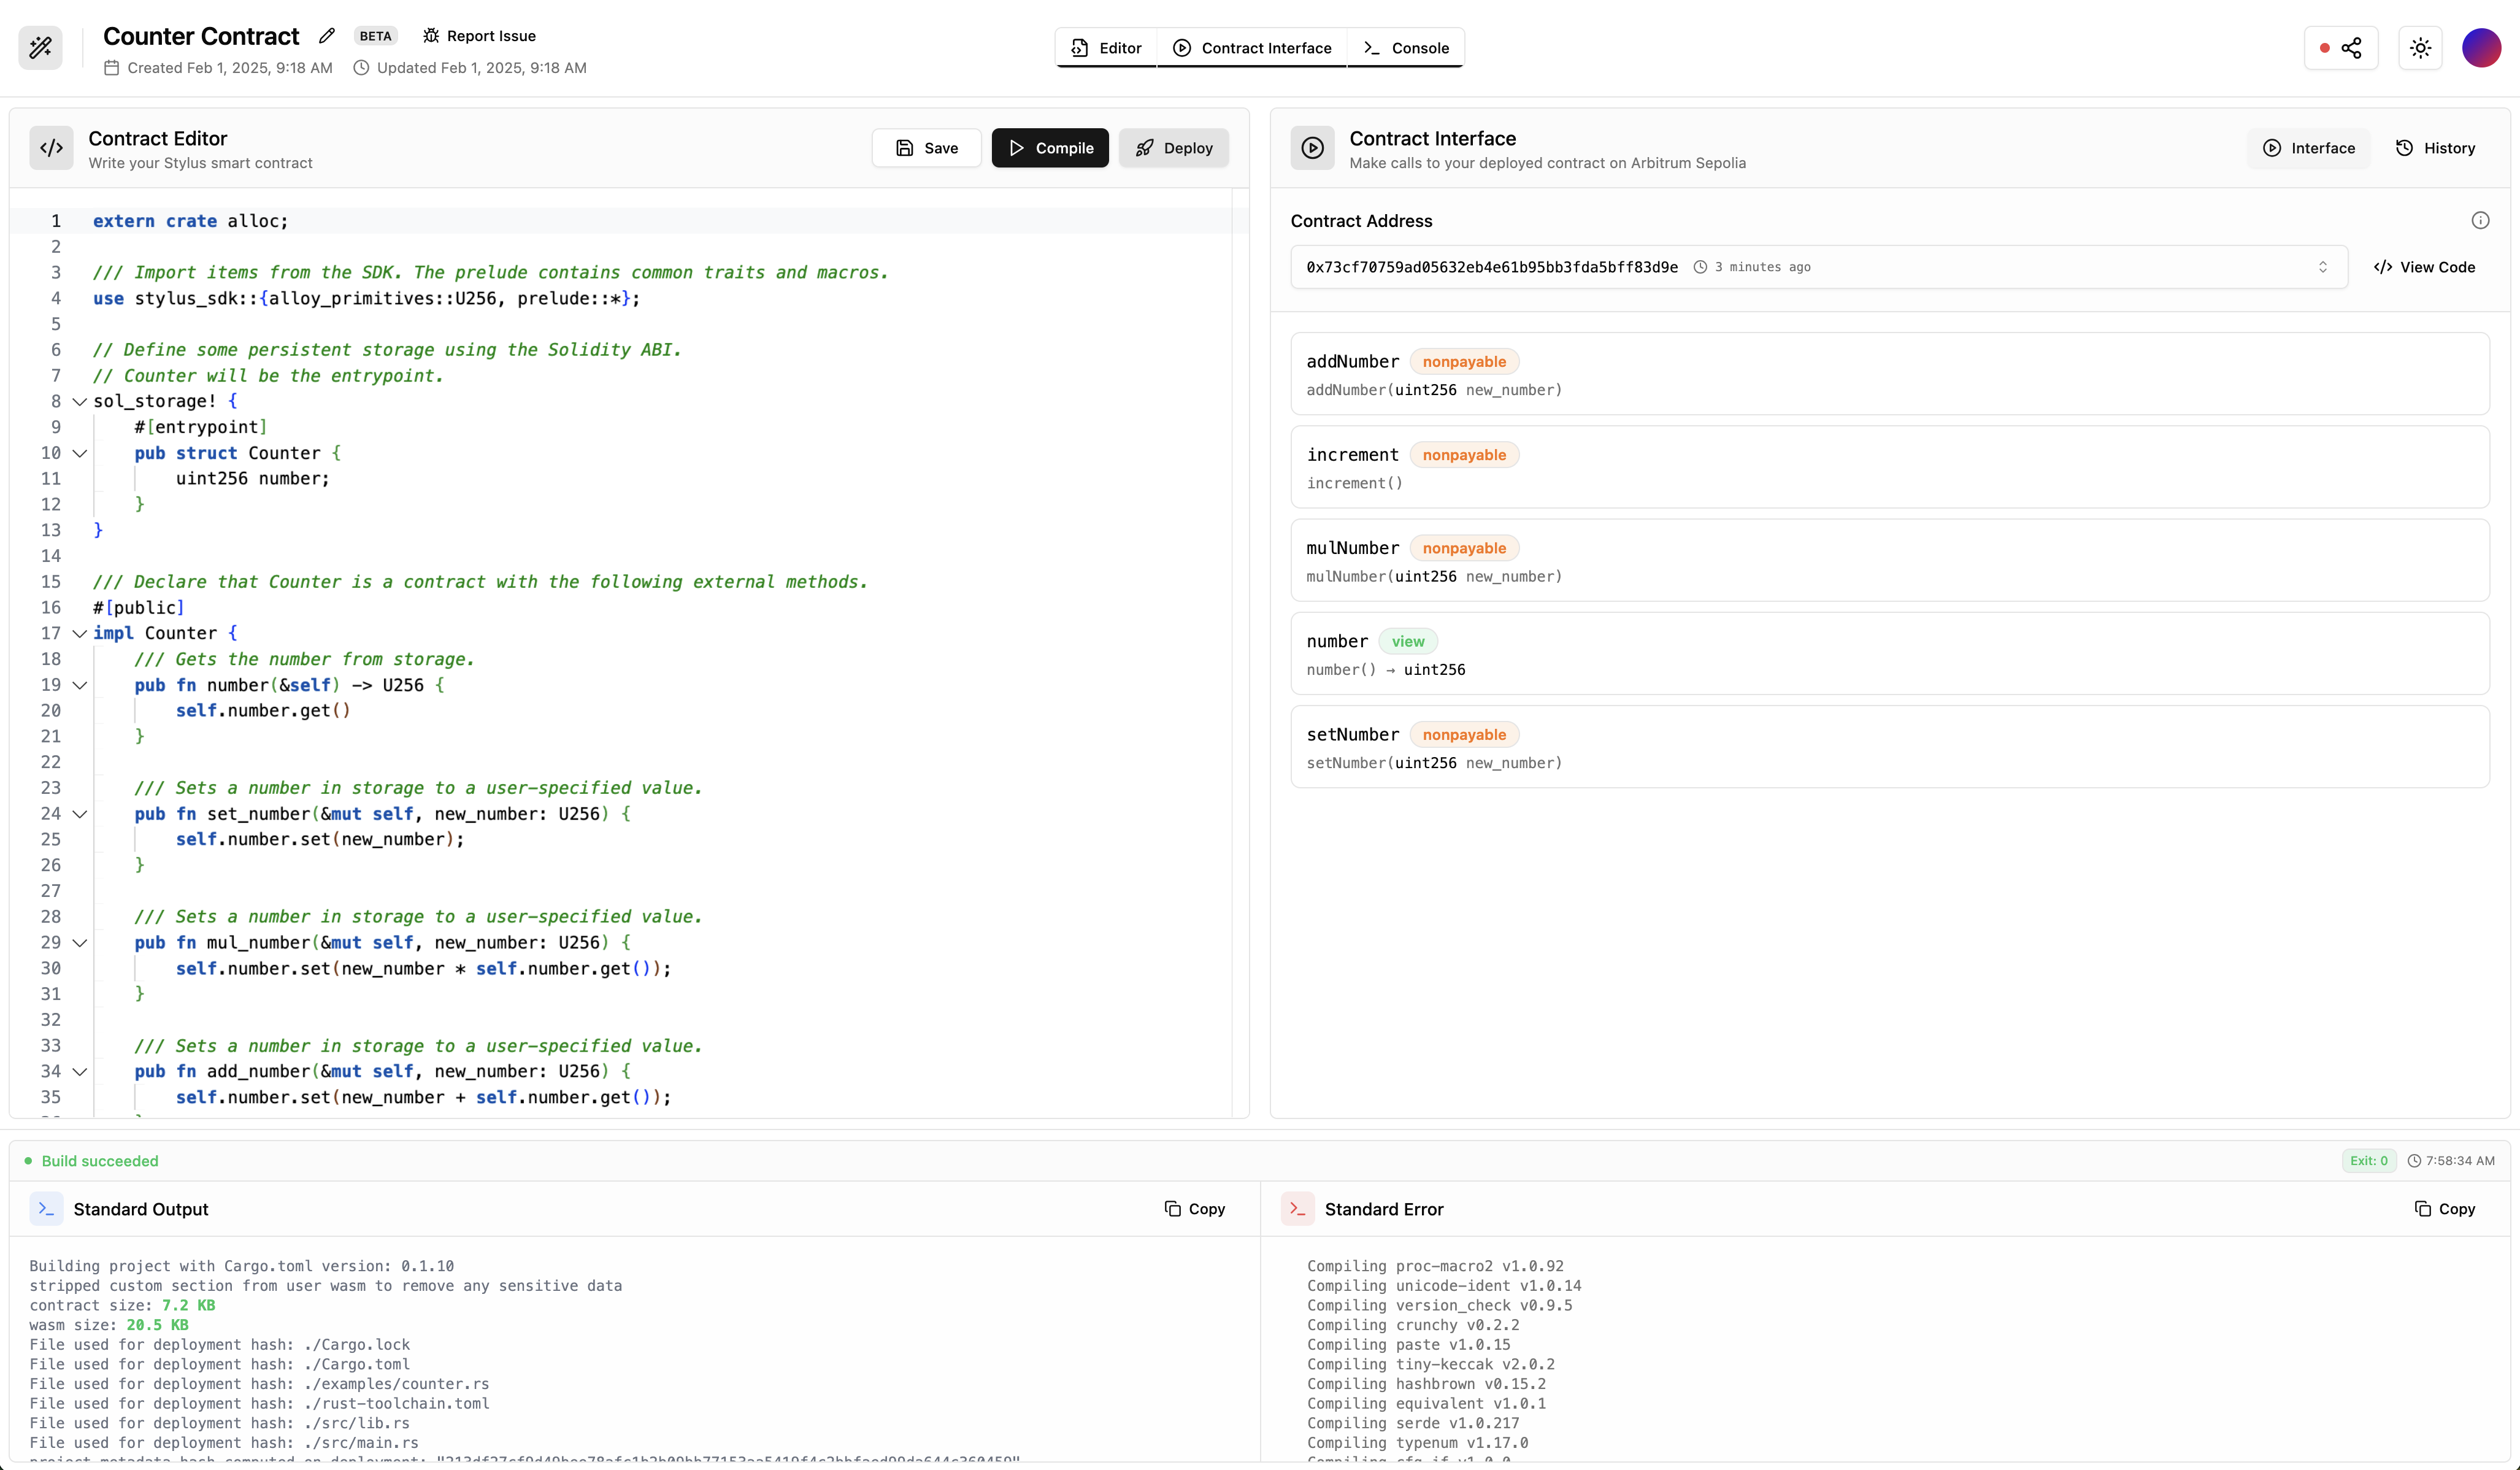 Counter Contract BETA Report Issue
Created Feb 1, 2025, 9:18 AM Updated Feb 1, 2025, 9:18 AM
Editor Contract Interface Console
Contract Editor
Write your Stylus smart contract
Save Compile Deploy
1 extern crate alloc;
2
3 /// Import items from the SDK. The prelude contains common traits and macros.
4 use stylus_sdk::{alloy_primitives::U256, prelude::*};
5
6 // Define some persistent storage using the Solidity ABI.
7 // Counter will be the entrypoint.
8 sol_storage! {
9 #[entrypoint]
10 pub struct Counter {
11 uint256 number;
12 }
13 }
14
15 /// Declare that Counter is a contract with the following external methods.
16 #[public]
17 impl Counter {
18 /// Gets the number from storage.
19 pub fn number(&self) -> U256 {
20 self.number.get()
21 }
22
23 /// Sets a number in storage to a user-specified value.
24 pub fn set_number(&mut self, new_number: U256) {
25 self.number.set(new_number);
26 }
27
28 /// Sets a number in storage to a user-specified value.
29 pub fn mul_number(&mut self, new_number: U256) {
30 self.number.set(new_number * self.number.get());
31 }
32
33 /// Sets a number in storage to a user-specified value.
34 pub fn add_number(&mut self, new_number: U256) {
35 self.number.set(new_number + self.number.get());
Contract Interface
Make calls to your deployed contract on Arbitrum Sepolia
Interface History
Contract Address
0x73cf70759ad05632eb4e61b95bb3fda5bff83d9e 3 minutes ago
View Code
addNumber nonpayable
addNumber(uint256 new_number)
increment nonpayable
increment()
mulNumber nonpayable
mulNumber(uint256 new_number)
number view
number() → uint256
setNumber nonpayable
setNumber(uint256 new_number)
Build succeeded
Exit: 0 7:58:34 AM
Standard Output Copy
Building project with Cargo.toml version: 0.1.10
stripped custom section from user wasm to remove any sensitive data
contract size: 7.2 KB
wasm size: 20.5 KB
File used for deployment hash: ./Cargo.lock
File used for deployment hash: ./Cargo.toml
File used for deployment hash: ./examples/counter.rs
File used for deployment hash: ./rust-toolchain.toml
File used for deployment hash: ./src/lib.rs
File used for deployment hash: ./src/main.rs
project metadata hash computed on deployment:
Standard Error Copy
Compiling proc-macro2 v1.0.92
Compiling unicode-ident v1.0.14
Compiling version_check v0.9.5
Compiling crunchy v0.2.2
Compiling paste v1.0.15
Compiling tiny-keccak v2.0.2
Compiling hashbrown v0.15.2
Compiling equivalent v1.0.1
Compiling serde v1.0.217
Compiling typenum v1.17.0
Compiling cfg-if v1.0.0